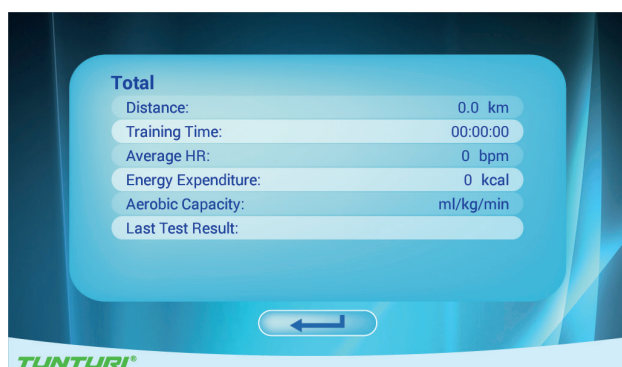 Total
Distance: 0.0 km
Training Time: 00:00:00
Average HR: 0 bpm
Energy Expenditure: 0 kcal
Aerobic Capacity: ml/kg/min
Last Test Result:
TUNTURI®